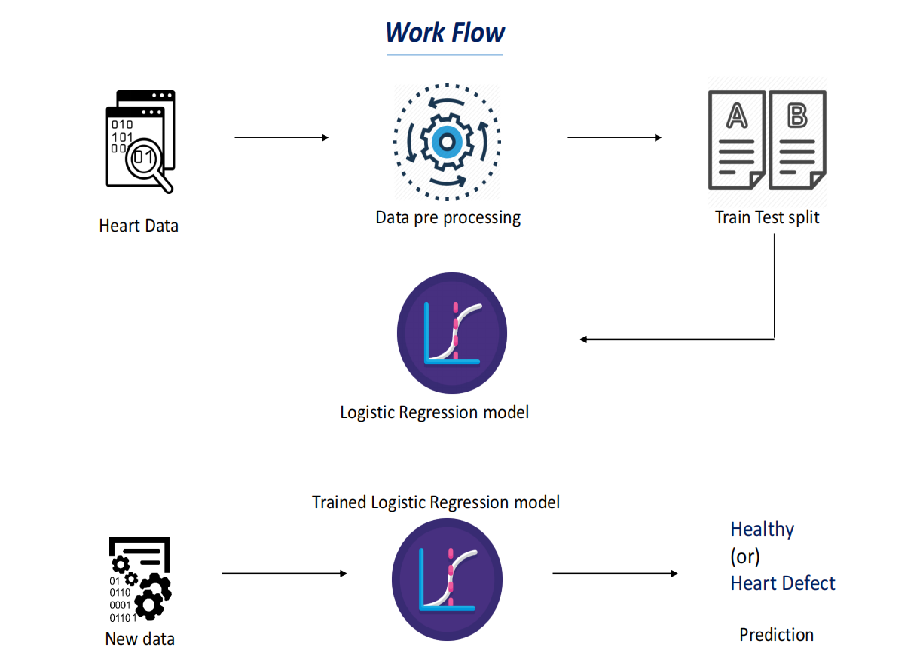 Work Flow
010
101
00
01
A
B
Heart Data
Data pre processing
Train Test split
Logistic Regression model
Trained Logistic Regression model
01
0110
0001
01101
New data
Healthy
(or)
Heart Defect
Prediction